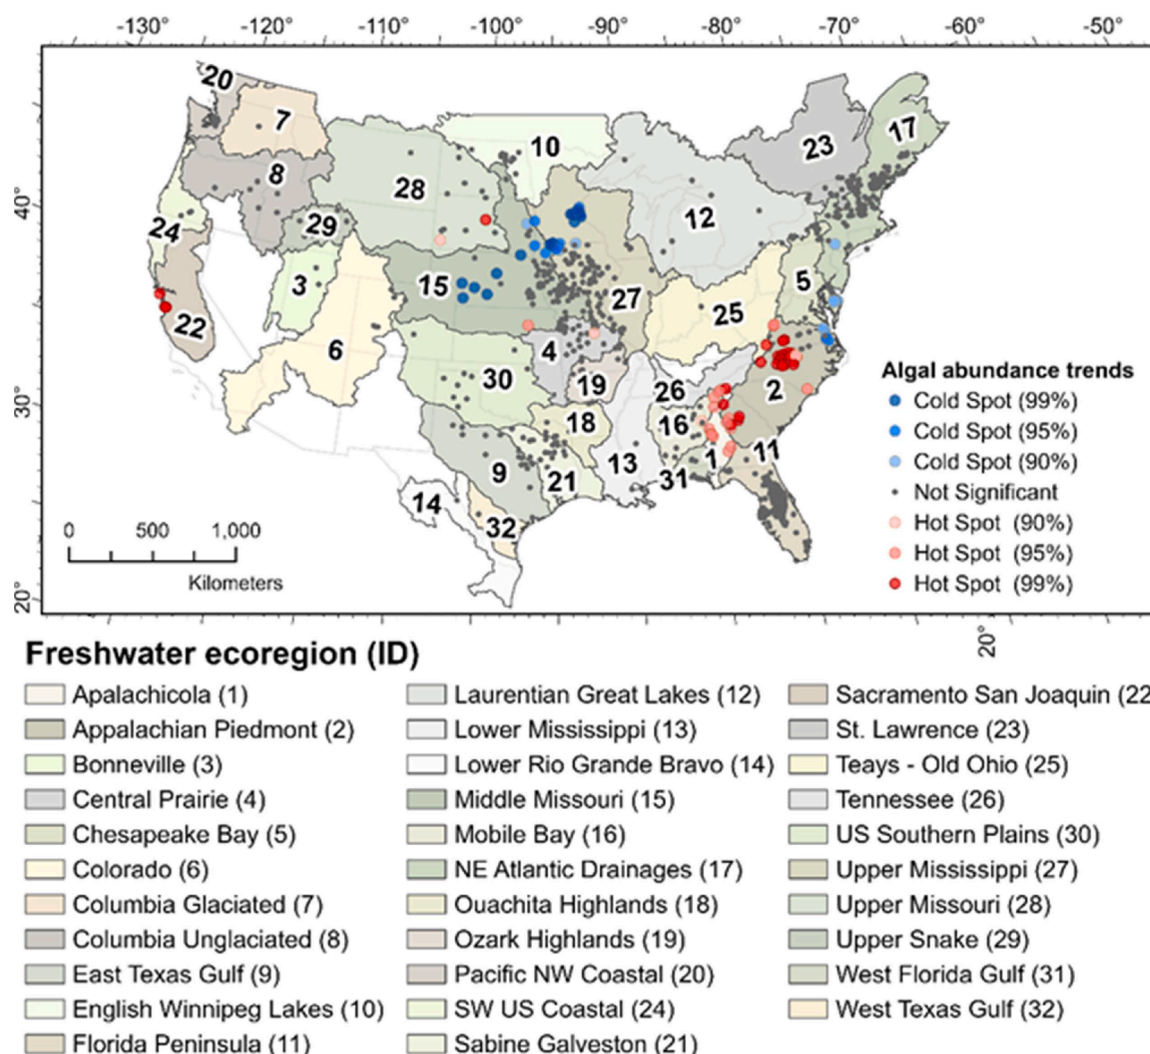 -130° -120° -110° -100° -90° -80° -70° -60° -50°
20
7
10
23
17
8
28
12
40°
29
24
3
15
5
27
25
22
6
4
2
Algal abundance trends
Cold Spot (99%)
Cold Spot (95%)
Cold Spot (90%)
Not Significant
Hot Spot (90%)
Hot Spot (95%)
Hot Spot (99%)
30
19
26
30°
18
16
11
1
13
9
21
31
14
32
0 500 1,000
Kilometers
20°
20°
Freshwater ecoregion (ID)
Apalachicola (1)
Appalachian Piedmont (2)
Bonneville (3)
Central Prairie (4)
Chesapeake Bay (5)
Colorado (6)
Columbia Glaciated (7)
Columbia Unglaciated (8)
East Texas Gulf (9)
English Winnipeg Lakes (10)
Florida Peninsula (11)
Laurentian Great Lakes (12)
Lower Mississippi (13)
Lower Rio Grande Bravo (14)
Middle Missouri (15)
Mobile Bay (16)
NE Atlantic Drainages (17)
Ouachita Highlands (18)
Ozark Highlands (19)
Pacific NW Coastal (20)
SW US Coastal (24)
Sabine Galveston (21)
Sacramento San Joaquin (22
St. Lawrence (23)
Teays - Old Ohio (25)
Tennessee (26)
US Southern Plains (30)
Upper Mississippi (27)
Upper Missouri (28)
Upper Snake (29)
West Florida Gulf (31)
West Texas Gulf (32)